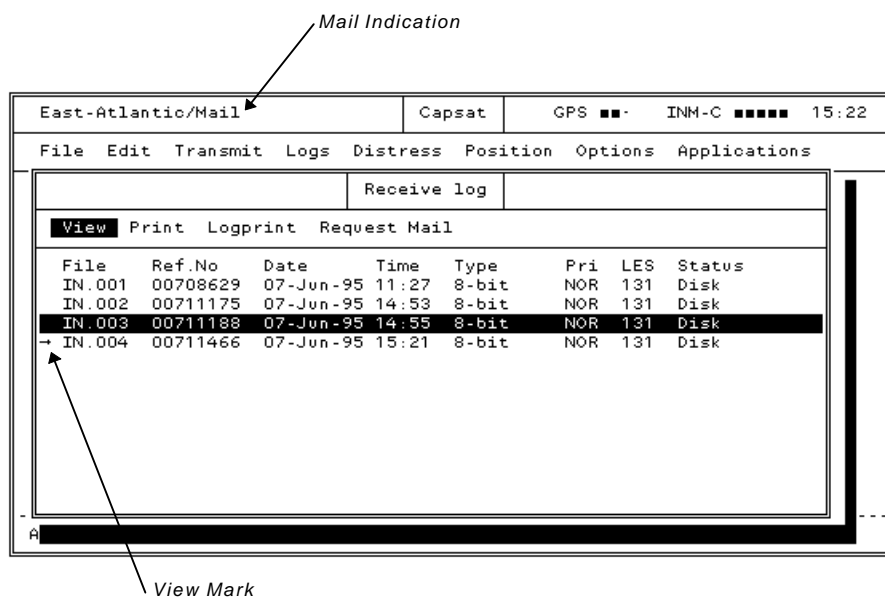 Mail Indication
East-Atlantic/Mail Capsat GPS ■■· INM-C ■■■■■ 15:22
File Edit Transmit Logs Distress Position Options Applications
Receive log
View Print Logprint Request Mail
File Ref.No Date Time Type Pri LES Status
IN.001 00708629 07-Jun-95 11:27 8-bit NOR 131 Disk
IN.002 00711175 07-Jun-95 14:53 8-bit NOR 131 Disk
IN.003 00711188 07-Jun-95 14:55 8-bit NOR 131 Disk
→ IN.004 00711466 07-Jun-95 15:21 8-bit NOR 131 Disk
A
View Mark